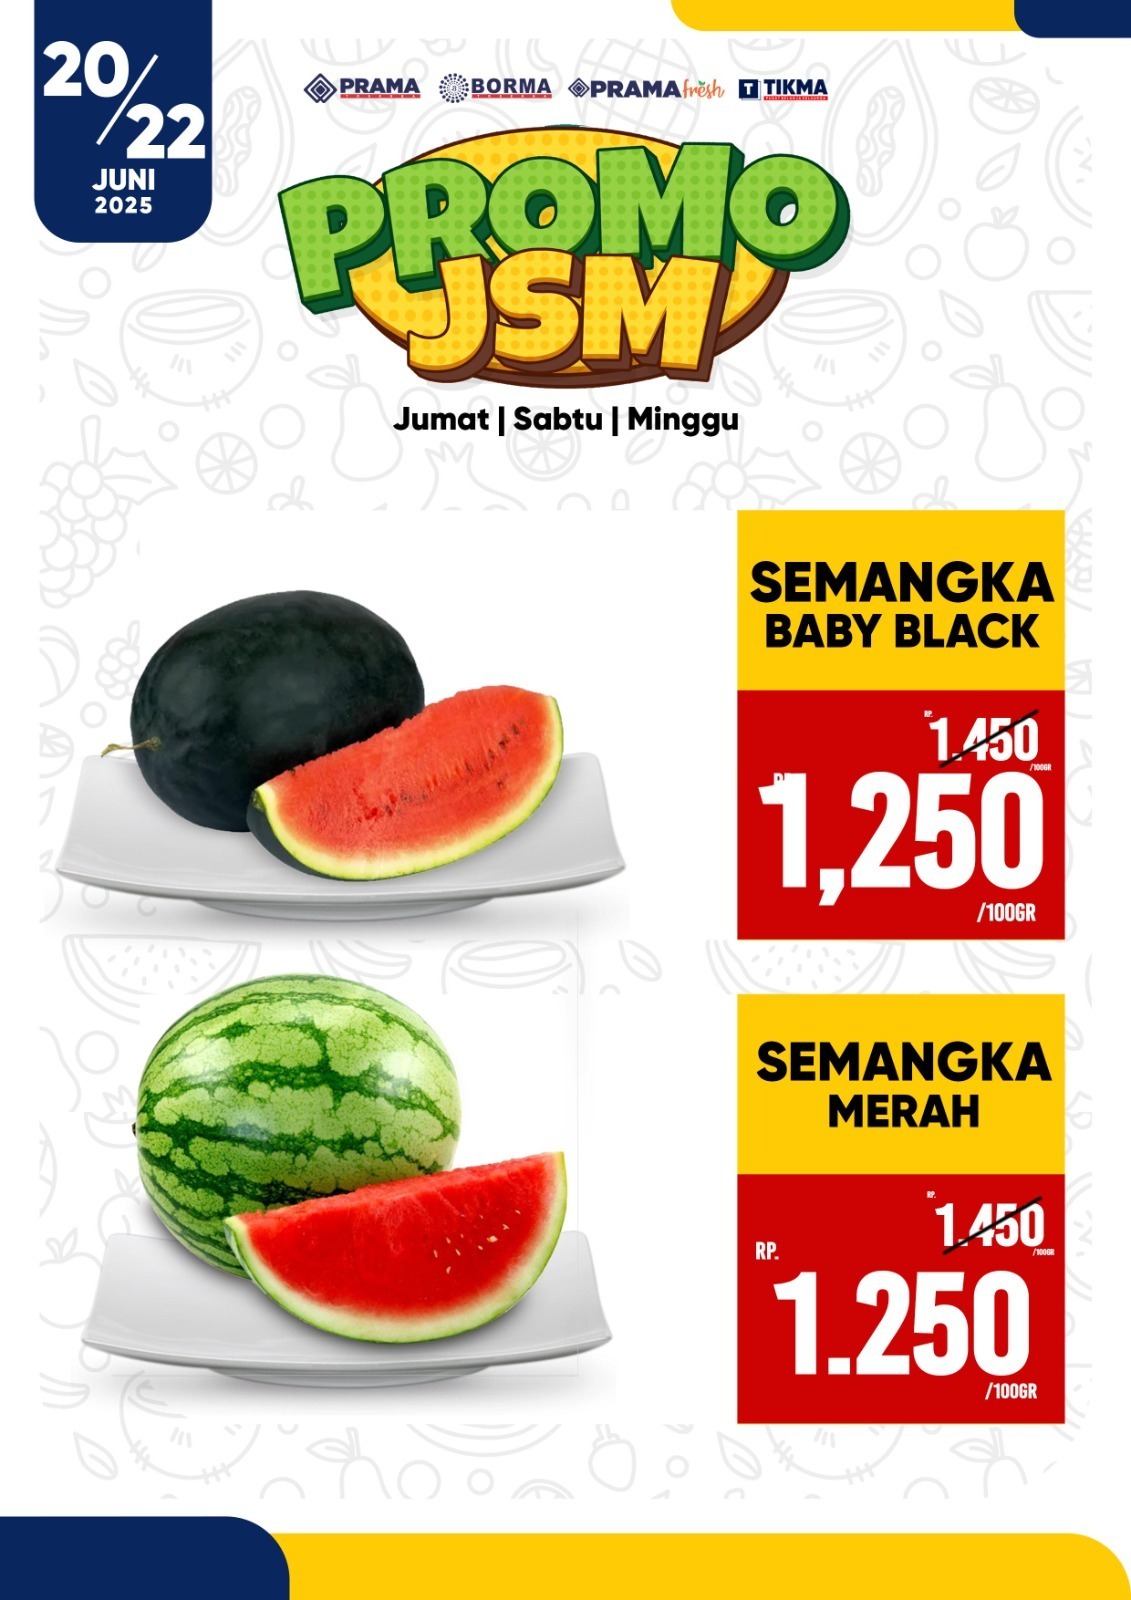 20/22
JUNI
2025
PRAMA BORMA PRAMA fresh TIKMA
PROMO
JSM
Jumat | Sabtu | Minggu
SEMANGKA
BABY BLACK
RP. 1.450 /100GR
1,250
/100GR
SEMANGKA
MERAH
RP. 1.450 /100GR
RP. 1.250
/100GR